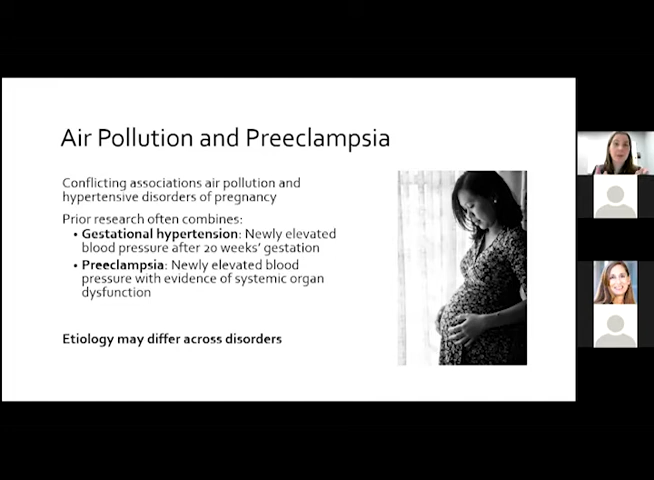 Air Pollution and Preeclampsia
Conflicting associations air pollution and
hypertensive disorders of pregnancy
Prior research often combines:
• Gestational hypertension: Newly elevated
blood pressure after 20 weeks' gestation
• Preeclampsia: Newly elevated blood
pressure with evidence of systemic organ
dysfunction
Etiology may differ across disorders